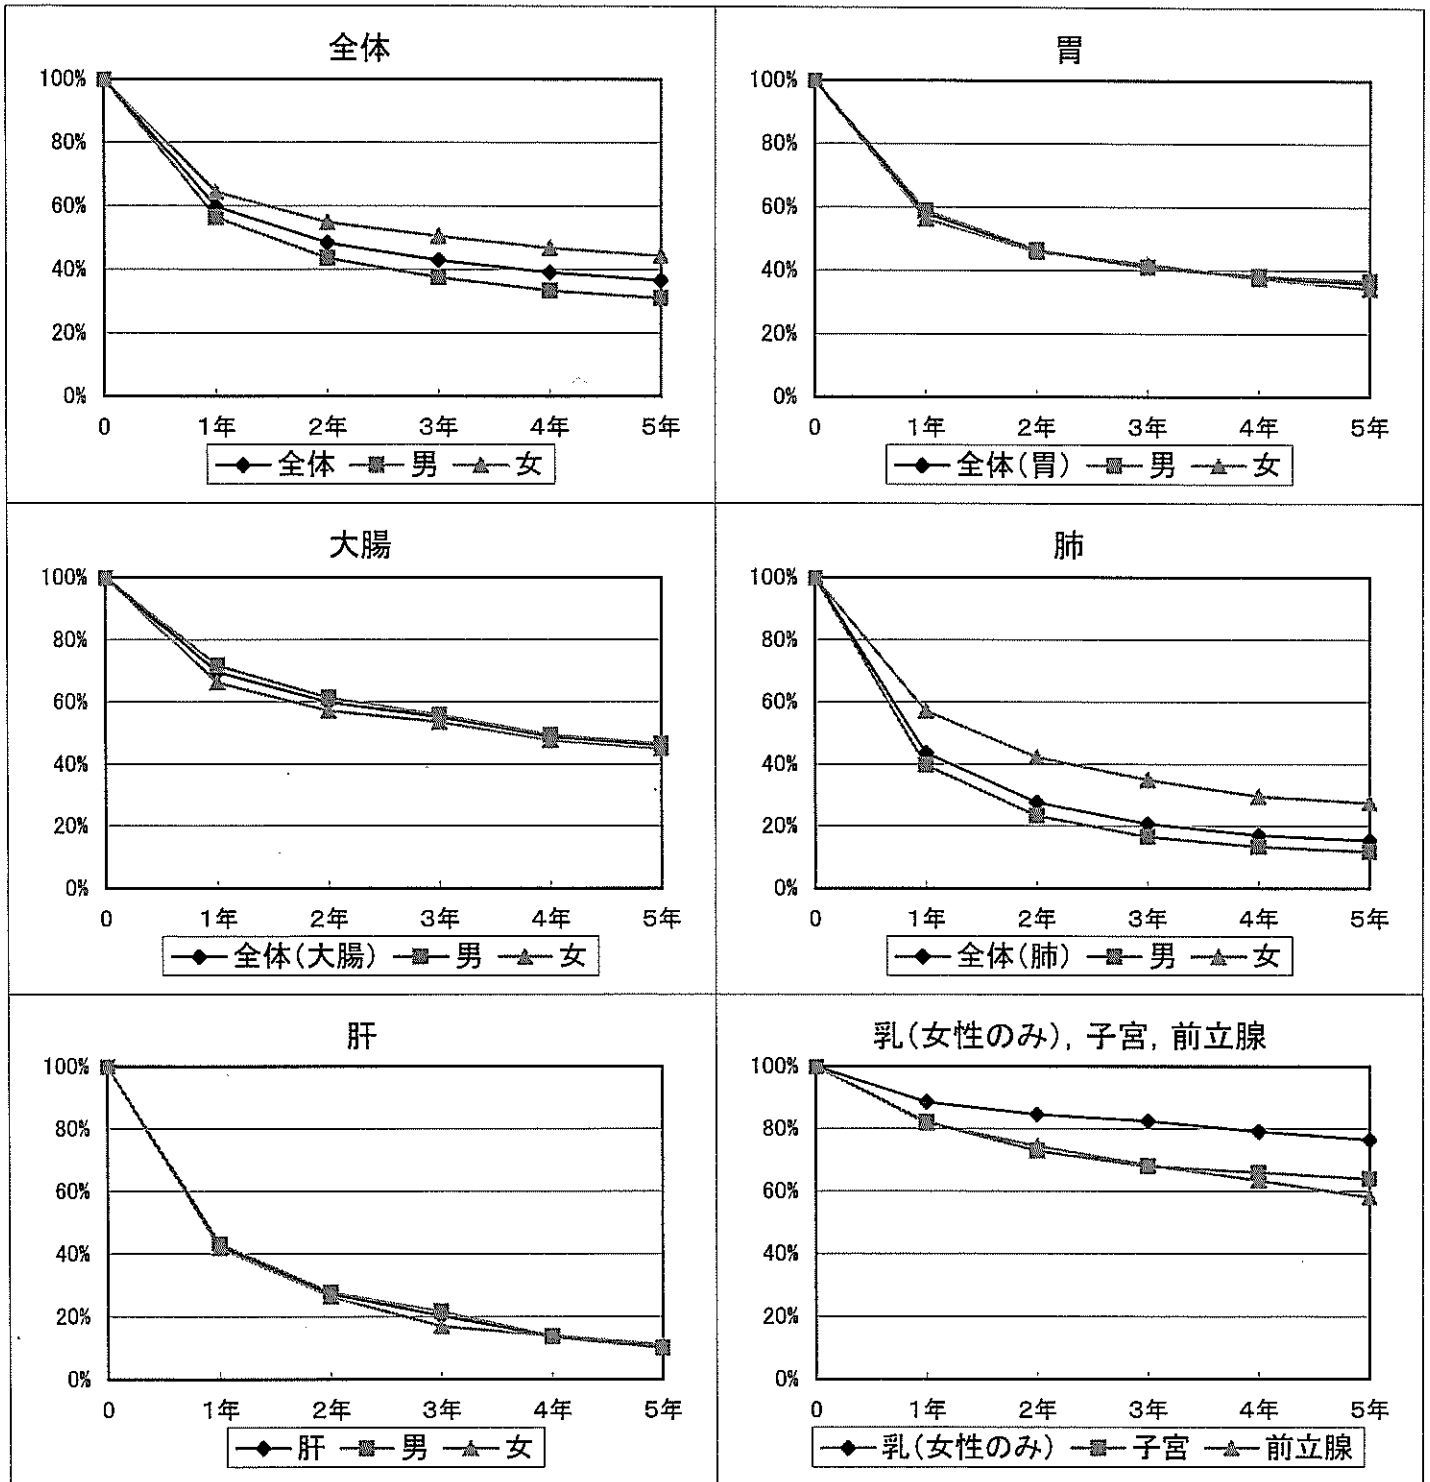 全体
100%
80%
60%
40%
20%
0%
0 1年 2年 3年 4年 5年
全体 男 女
胃
100%
80%
60%
40%
20%
0%
0 1年 2年 3年 4年 5年
全体(胃) 男 女
大腸
100%
80%
60%
40%
20%
0%
0 1年 2年 3年 4年 5年
全体(大腸) 男 女
肺
100%
80%
60%
40%
20%
0%
0 1年 2年 3年 4年 5年
全体(肺) 男 女
肝
100%
80%
60%
40%
20%
0%
0 1年 2年 3年 4年 5年
肝 男 女
乳(女性のみ), 子宮, 前立腺
100%
80%
60%
40%
20%
0%
0 1年 2年 3年 4年 5年
乳(女性のみ) 子宮 前立腺